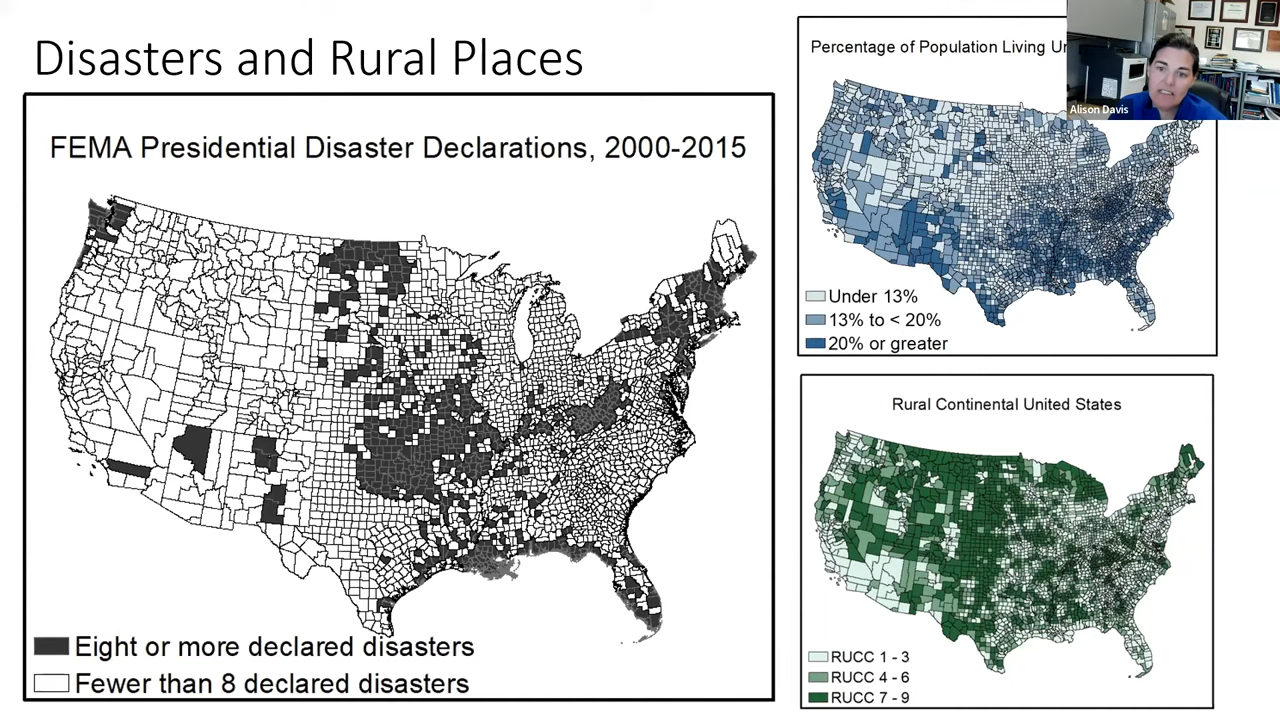 Disasters and Rural Places
FEMA Presidential Disaster Declarations, 2000-2015
Eight or more declared disasters
Fewer than 8 declared disasters
Percentage of Population Living
Under 13%
13% to < 20%
20% or greater
Alison Davis
Rural Continental United States
RUCC 1 - 3
RUCC 4 - 6
RUCC 7 - 9